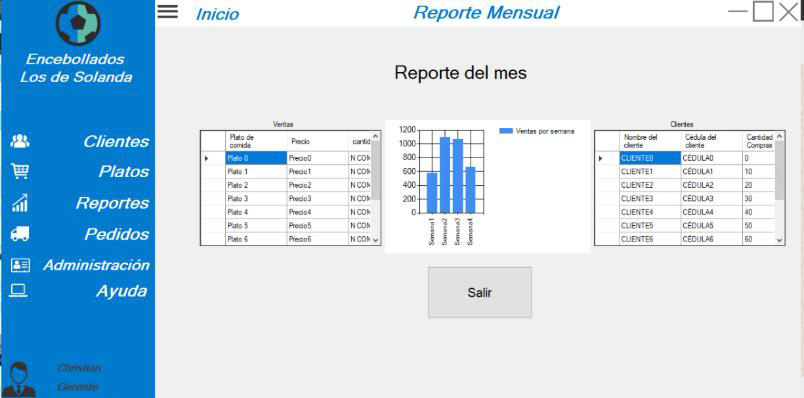 Encebollados
Los de Solanda
Clientes
Platos
Reportes
Pedidos
Administración
Ayuda
Christian
Gerente
Inicio
Reporte Mensual
Reporte del mes
Ventas
Plato de comida Precio cantid
Plato 0 Precio0 N COM
Plato 1 Precio1 N COM
Plato 2 Precio2 N COM
Plato 3 Precio3 N COM
Plato 4 Precio4 N COM
Plato 5 Precio5 N COM
Plato 6 Precio6 N COM
1200
1000
800
600
400
200
0
Semana1
Semana2
Semana3
Semana4
Ventas por semana
Clientes
Nombre del cliente Cédula del cliente Cantidad Compras
CLIENTE0 CÉDULA0 0
CLIENTE1 CÉDULA1 10
CLIENTE2 CÉDULA2 20
CLIENTE3 CÉDULA3 30
CLIENTE4 CÉDULA4 40
CLIENTE5 CÉDULA5 50
CLIENTE6 CÉDULA6 60
Salir